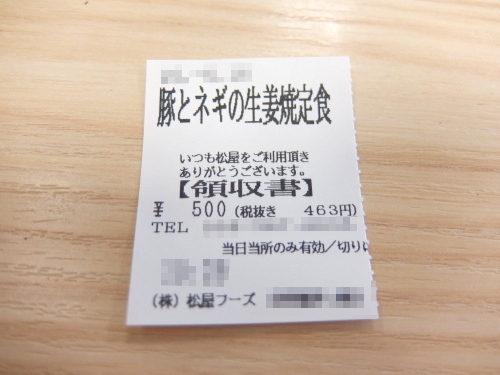 豚とネギの生姜焼定食
いつも松屋をご利用頂き
ありがとうございます。
【領収書】
¥ 500 (税抜き 463円)
TEL
当日当所のみ有効/切り
(株) 松屋フーズ